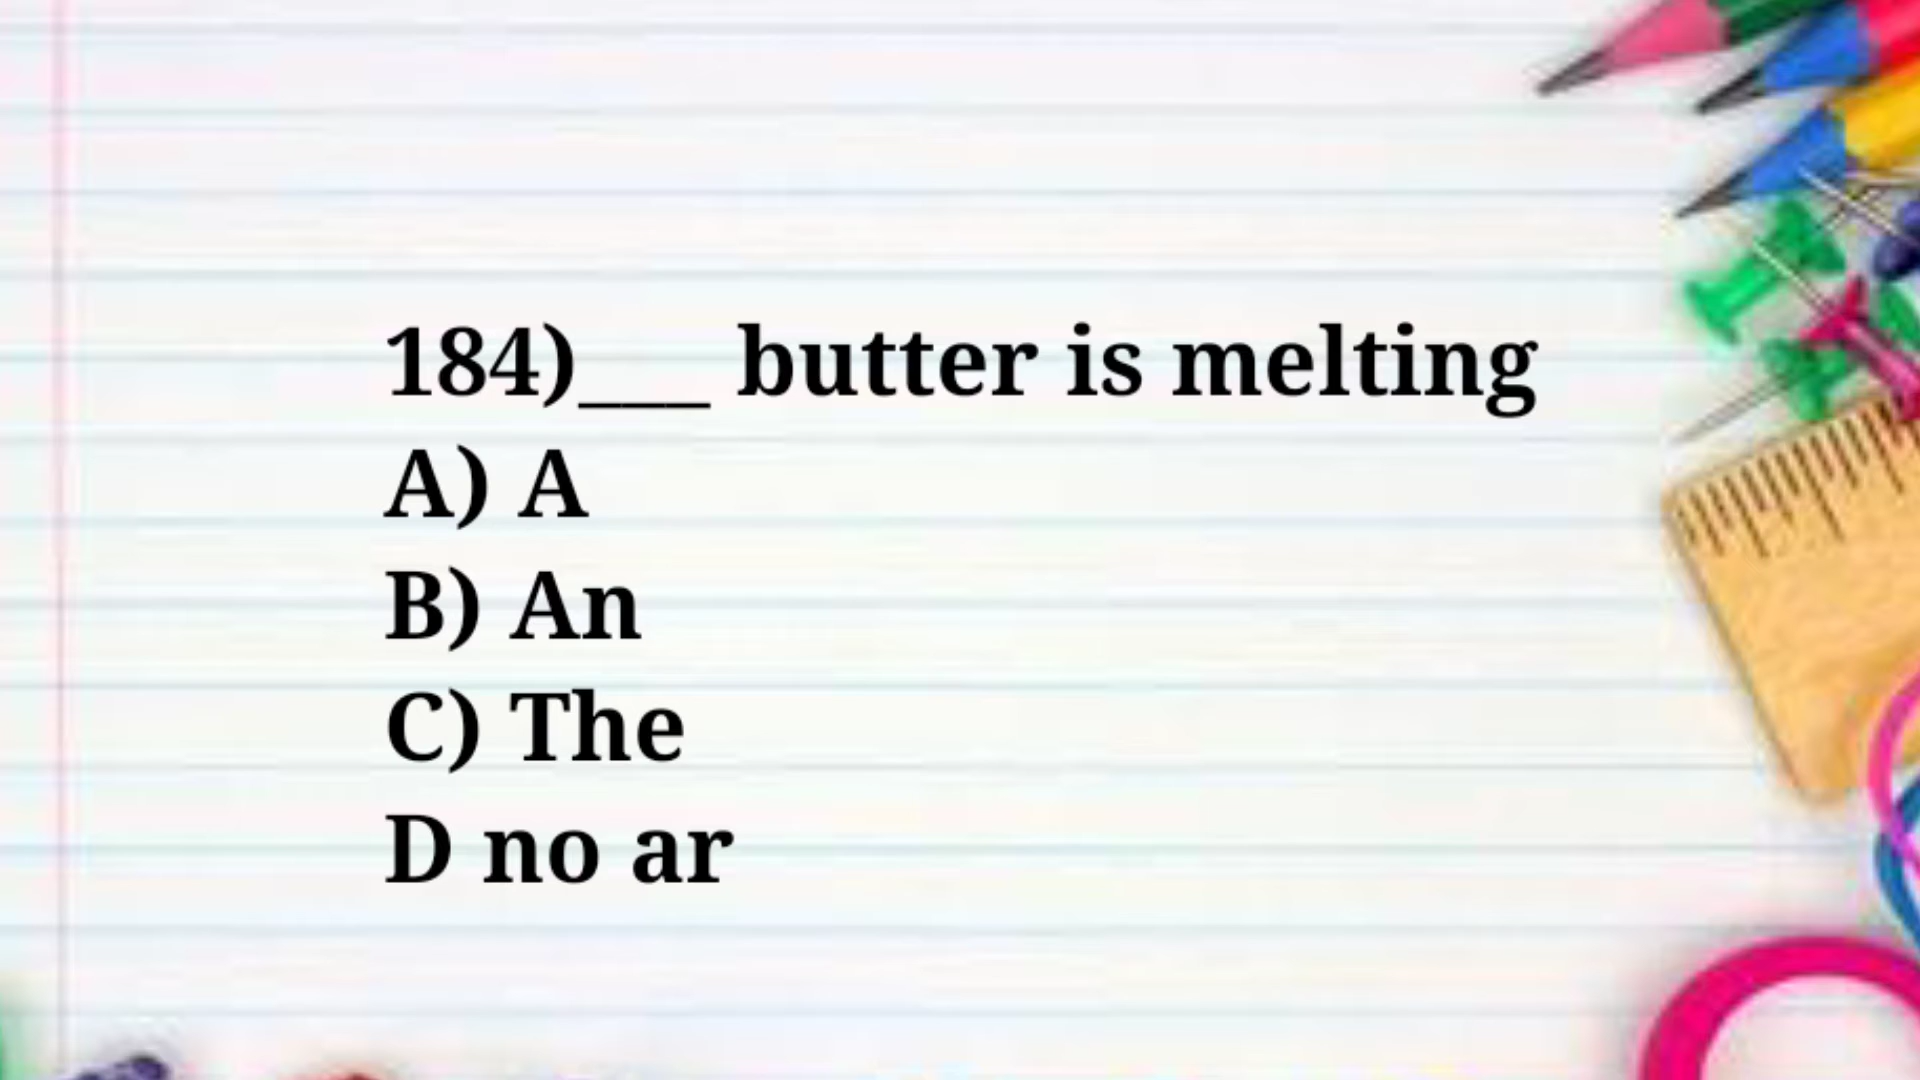 184)___ butter is melting
A) A
B) An
C) The
D no ar